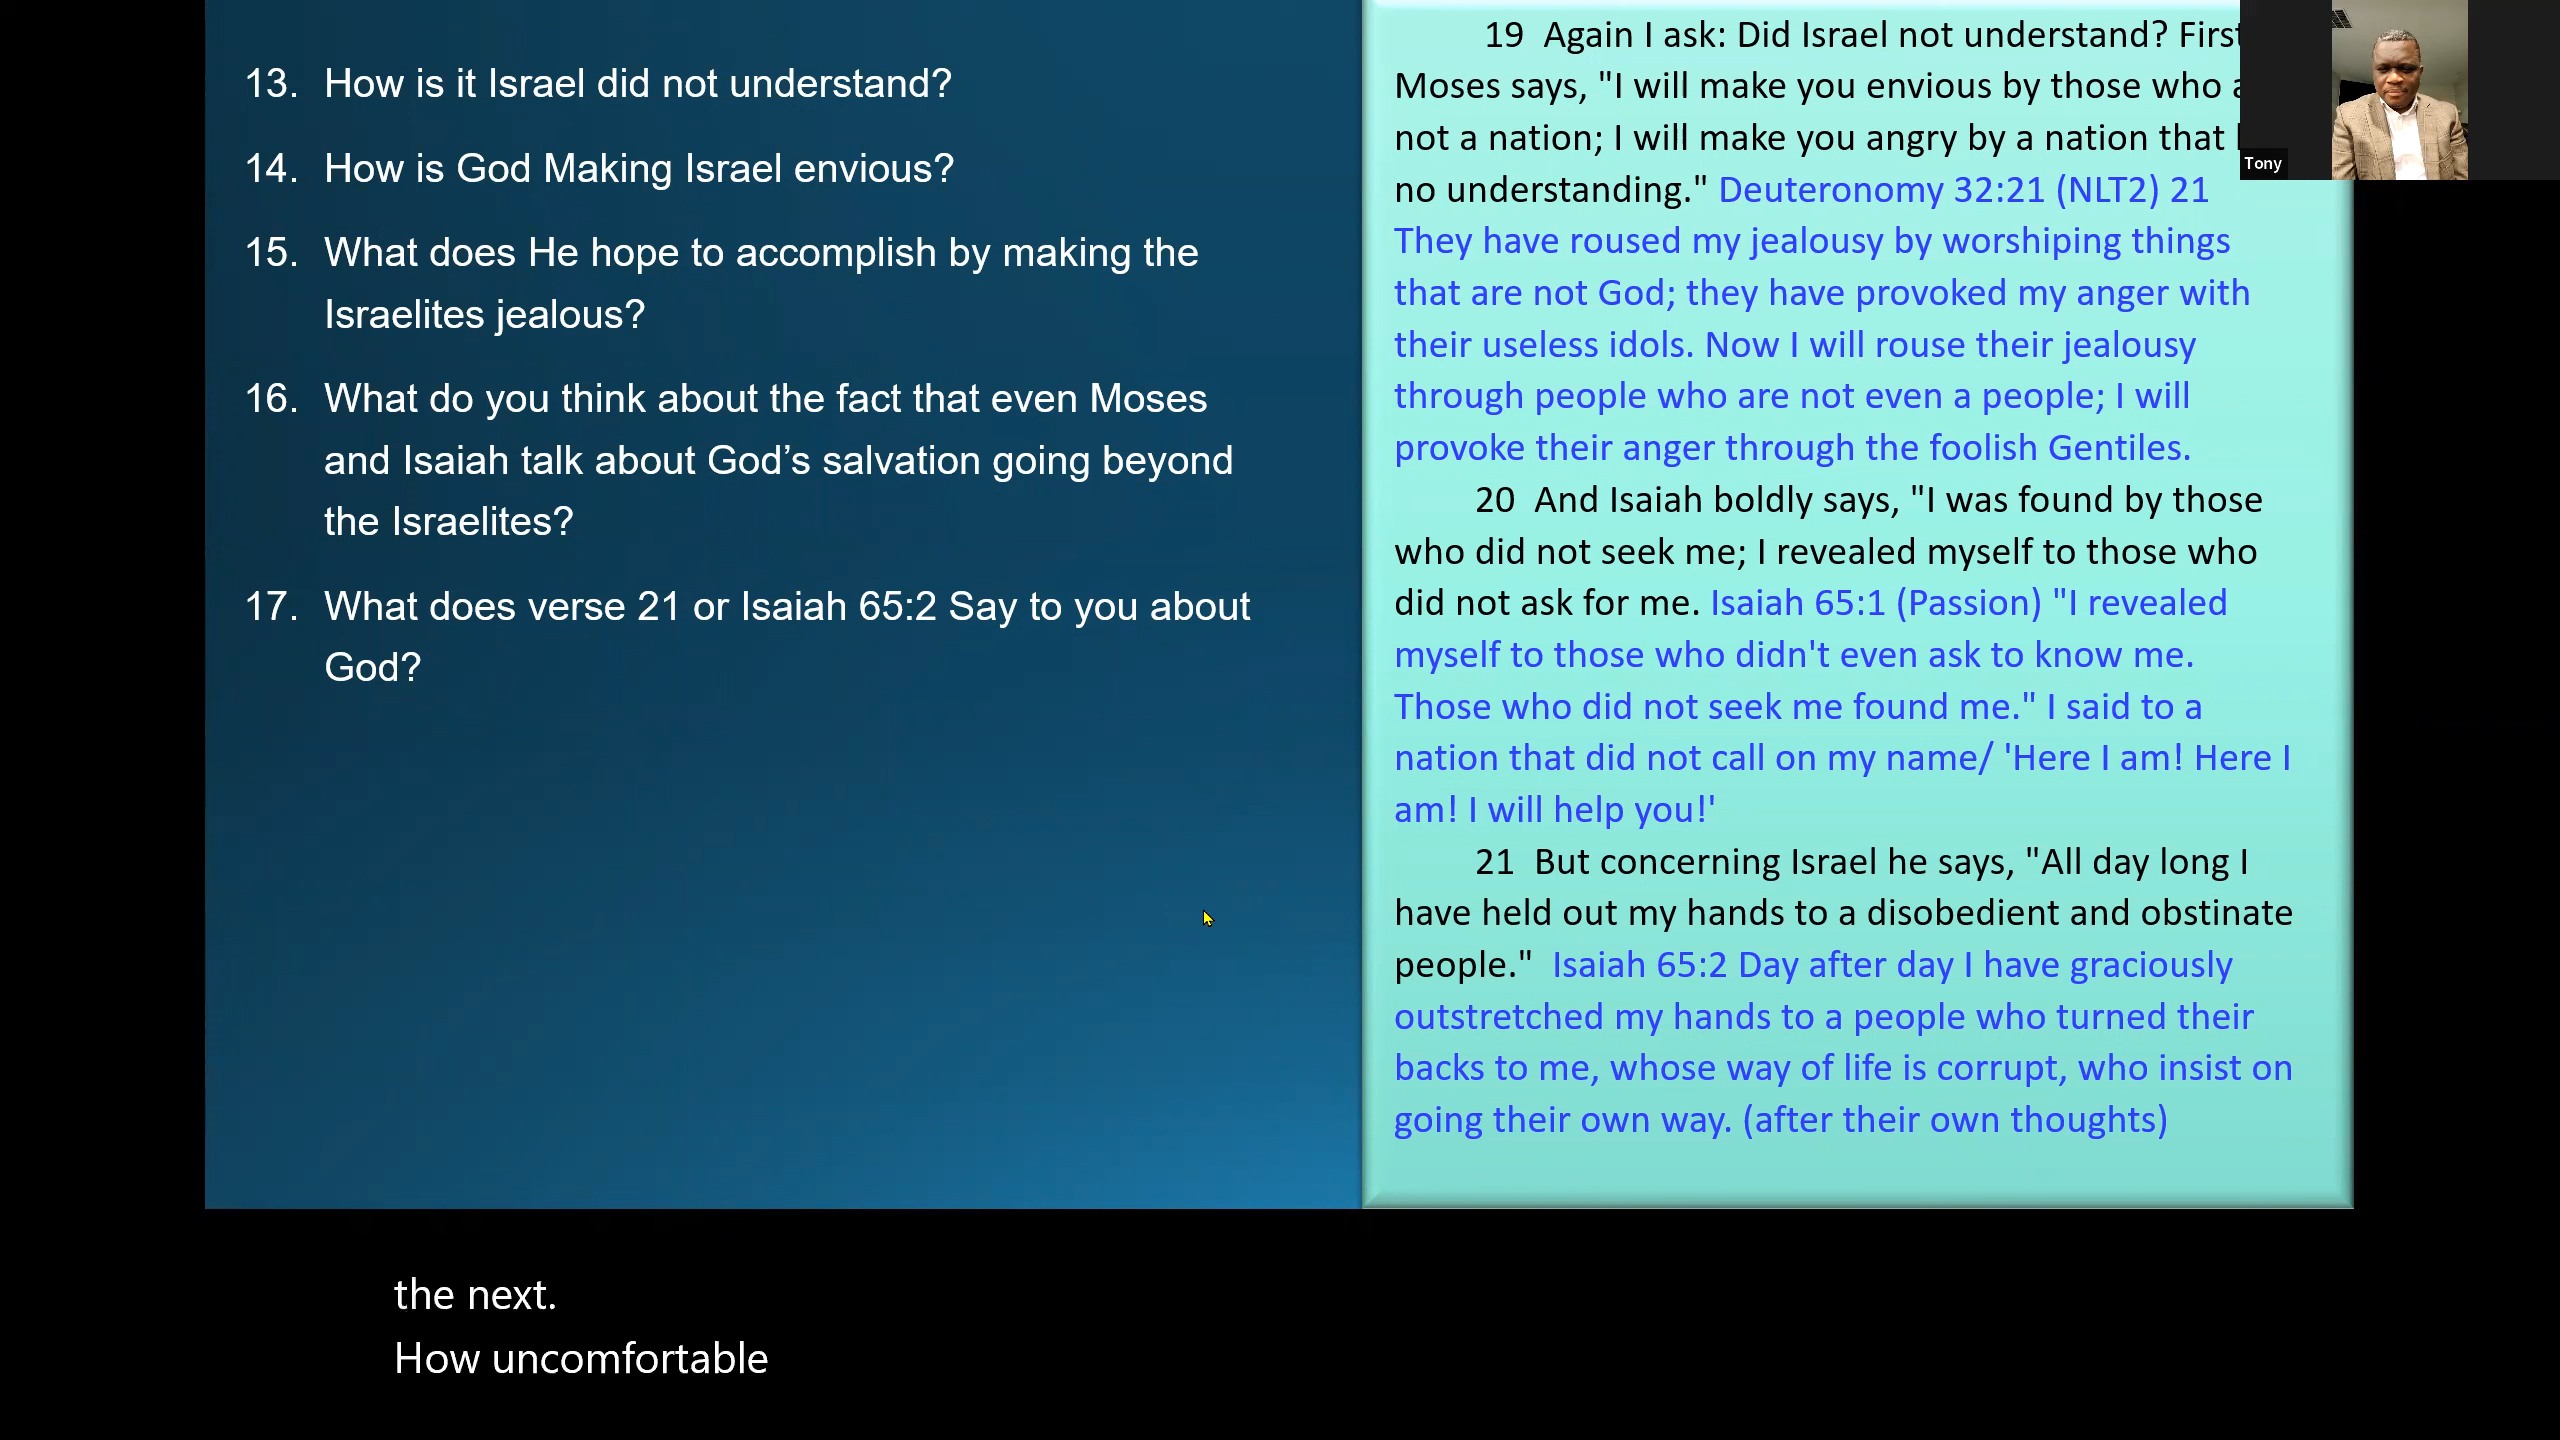 13. How is it Israel did not understand?
14. How is God Making Israel envious?
15. What does He hope to accomplish by making the
Israelites jealous?
16. What do you think about the fact that even Moses
and Isaiah talk about God’s salvation going beyond
the Israelites?
17. What does verse 21 or Isaiah 65:2 Say to you about
God?
19 Again I ask: Did Israel not understand? First
Moses says, "I will make you envious by those who
not a nation; I will make you angry by a nation that
no understanding." Deuteronomy 32:21 (NLT2) 21
They have roused my jealousy by worshiping things
that are not God; they have provoked my anger with
their useless idols. Now I will rouse their jealousy
through people who are not even a people; I will
provoke their anger through the foolish Gentiles.
20 And Isaiah boldly says, "I was found by those
who did not seek me; I revealed myself to those who
did not ask for me. Isaiah 65:1 (Passion) "I revealed
myself to those who didn't even ask to know me.
Those who did not seek me found me." I said to a
nation that did not call on my name/ 'Here I am! Here I
am! I will help you!'
21 But concerning Israel he says, "All day long I
have held out my hands to a disobedient and obstinate
people." Isaiah 65:2 Day after day I have graciously
outstretched my hands to a people who turned their
backs to me, whose way of life is corrupt, who insist on
going their own way. (after their own thoughts)
Tony
the next.
How uncomfortable